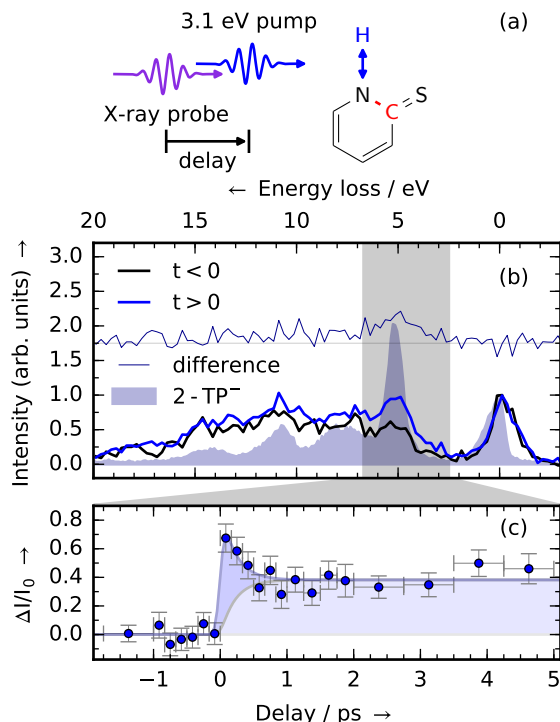 3.1 eV pump
(a)
H
X-ray probe
N
C
S
delay
← Energy loss / eV
20 15 10 5 0
Intensity (arb. units) →
3.0
2.5
2.0
1.5
1.0
0.5
0.0
t < 0
t > 0
difference
2 - TP⁻
(b)
ΔI/I₀ →
0.8
0.6
0.4
0.2
0.0
(c)
−1 0 1 2 3 4 5
Delay / ps →